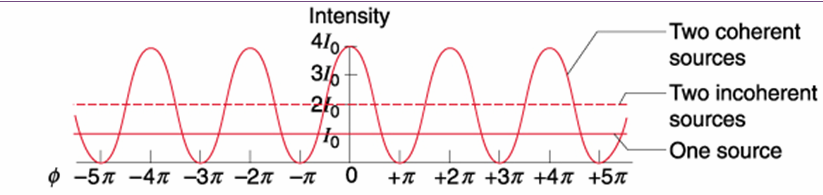 Intensity
4I₀
3I₀
2I₀
I₀
Two coherent
sources
Two incoherent
sources
One source
ϕ −5π −4π −3π −2π −π 0 +π +2π +3π +4π +5π